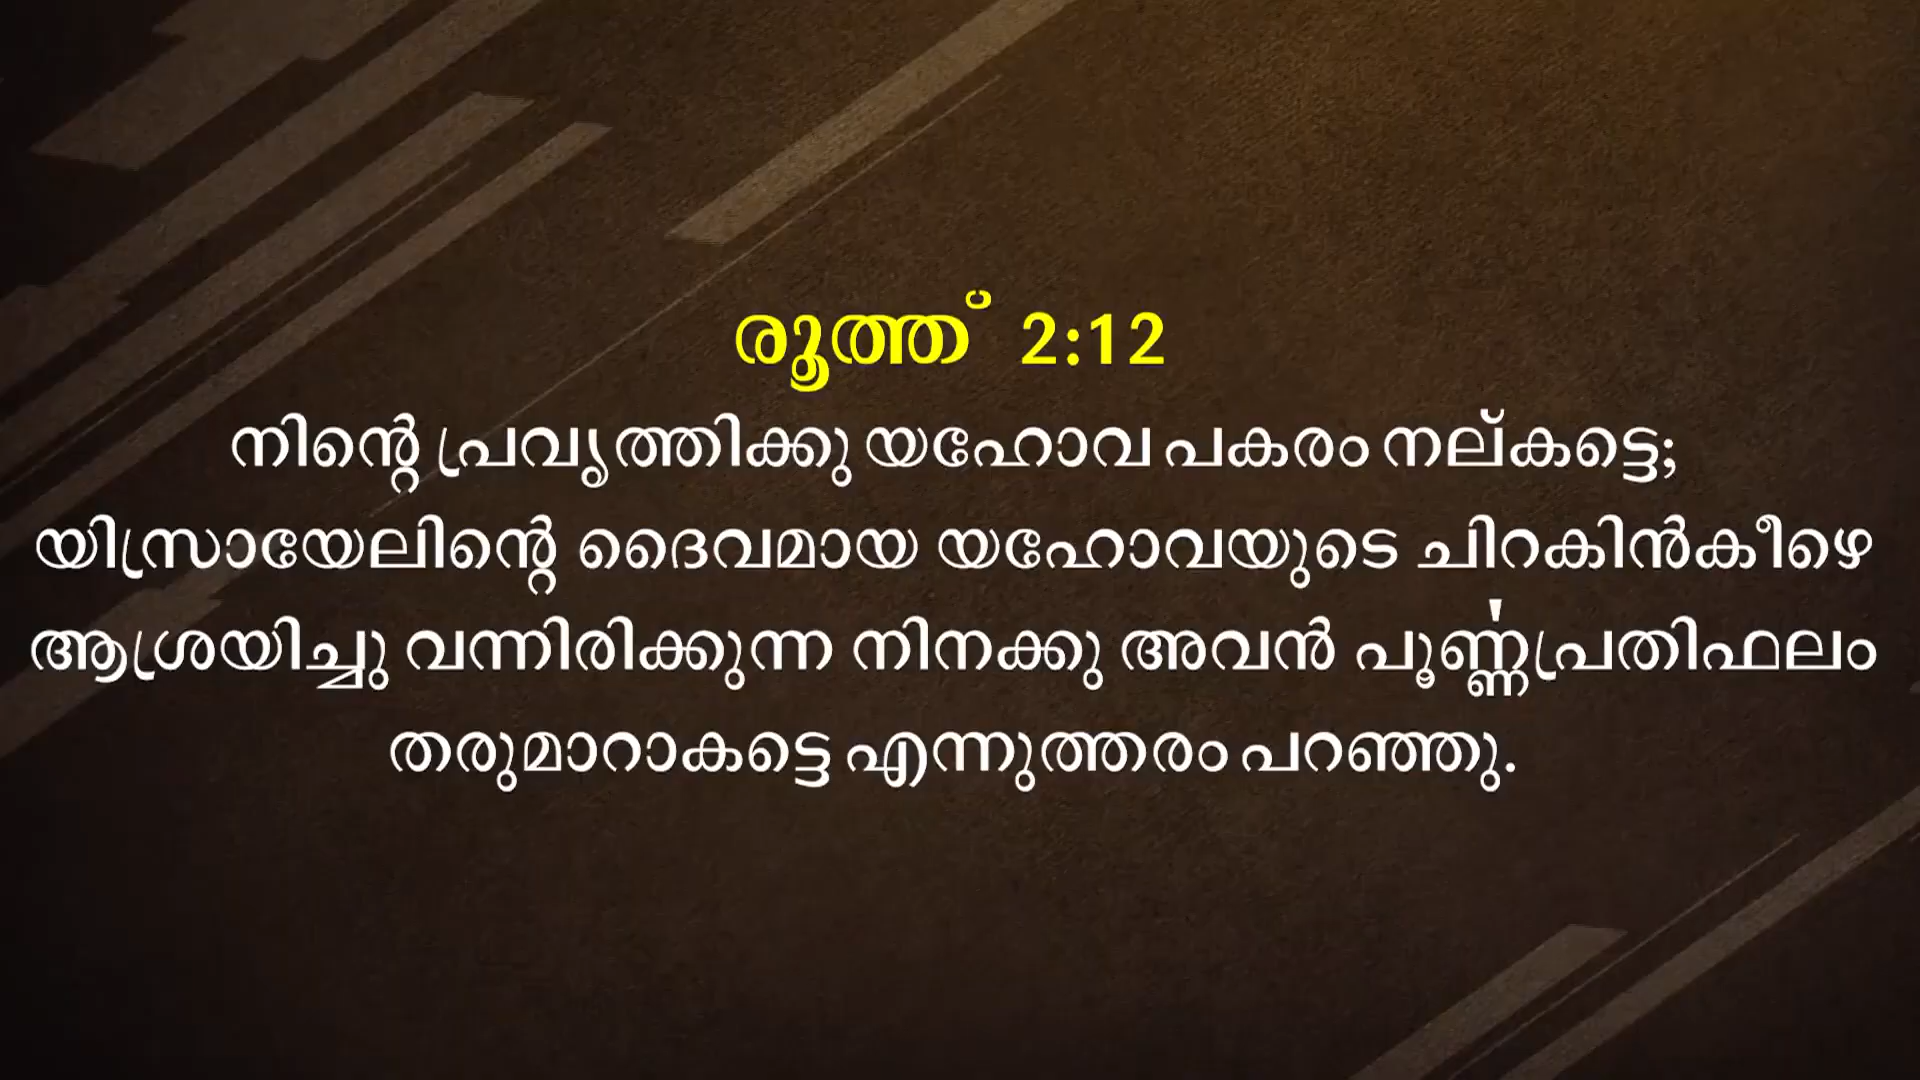 രൂത്ത് 2:12
നിന്റെ പ്രവൃത്തിക്കു യഹോവ പകരം നല്കട്ടെ;
യിസ്രായേലിന്റെ ദൈവമായ യഹോവയുടെ ചിറകിൻകീഴെ
ആശ്രയിച്ചു വന്നിരിക്കുന്ന നിനക്കു അവൻ പൂൎണ്ണപ്രതിഫലം
തരുമാറാകട്ടെ എന്നുത്തരം പറഞ്ഞു.